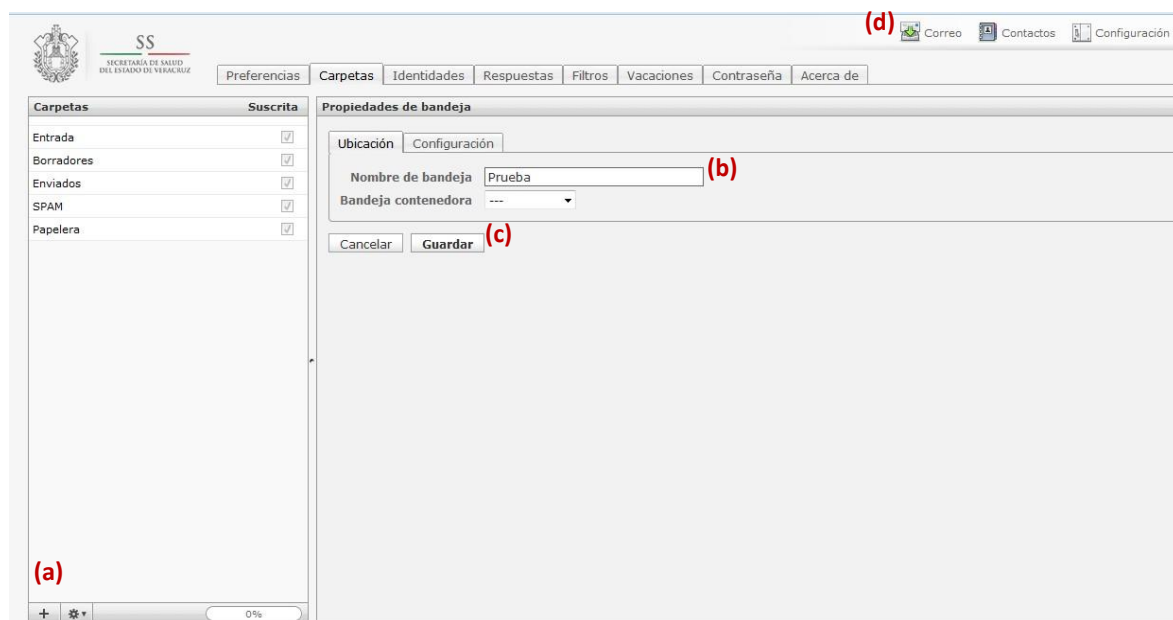 (d) Correo Contactos Configuración
SS
SECRETARÍA DE SALUD
DEL ESTADO DE VERACRUZ
Preferencias Carpetas Identidades Respuestas Filtros Vacaciones Contraseña Acerca de
Carpetas Suscrita
Entrada
Borradores
Enviados
SPAM
Papelera
Propiedades de bandeja
Ubicación Configuración
Nombre de bandeja Prueba (b)
Bandeja contenedora ---
Cancelar Guardar (c)
(a)
+ 0%